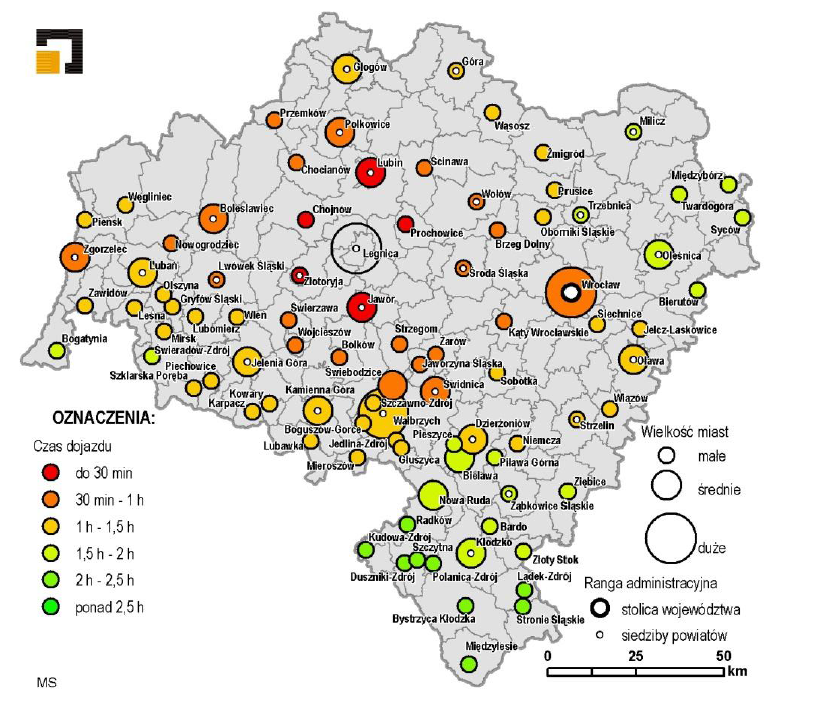 Głogów
Góra
Przemków
Polkowice
Wąsosz
Milicz
Żmigród
Chocianów
Lubin
Ścinawa
Międzybórz
Węgliniec
Wołów
Prusice
Trzebnica
Twardogóra
Bolesławiec
Chojnów
Pieńsk
Prochowice
Oborniki Śląskie
Syców
Nowogrodziec
Brzeg Dolny
Zgorzelec
Legnica
Oleśnica
Lubań
Lwówek Śląski
Środa Śląska
Olszyna
Złotoryja
Wrocław
Zawidów
Gryfów Śląski
Jawor
Bierutów
Leśna
Wleń
Świerzawa
Siechnice
Lubomierz
Kąty Wrocławskie
Jelcz-Laskowice
Mirsk
Wojcieszów
Strzegom
Bogatynia
Bolków
Żarów
Świeradów-Zdrój
Piechowice
Jelenia Góra
Jaworzyna Śląska
Oława
Szklarska Poręba
Świebodzice
Sobótka
Świdnica
Kowary
Kamienna Góra
Karpacz
Szczawno-Zdrój
Wiązów
OZNACZENIA:
Wałbrzych
Dzierżoniów
Strzelin
Boguszów-Gorce
Pieszyce
Wielkość miast
Czas dojazdu
Lubawka
Jedlina-Zdrój
Niemcza
małe
Mieroszów
Głuszyca
Piława Górna
do 30 min
Bielawa
Ziębice
średnie
30 min - 1 h
Nowa Ruda
Ząbkowice Śląskie
1 h - 1,5 h
Radków
Bardo
Kudowa-Zdrój
Kłodzko
duże
1,5 h - 2 h
Szczytna
Złoty Stok
2 h - 2,5 h
Duszniki-Zdrój
Polanica-Zdrój
Lądek-Zdrój
Ranga administracyjna
ponad 2,5 h
stolica województwa
Bystrzyca Kłodzka
Stronie Śląskie
siedziby powiatów
Międzylesie
0 25 50
km
MS